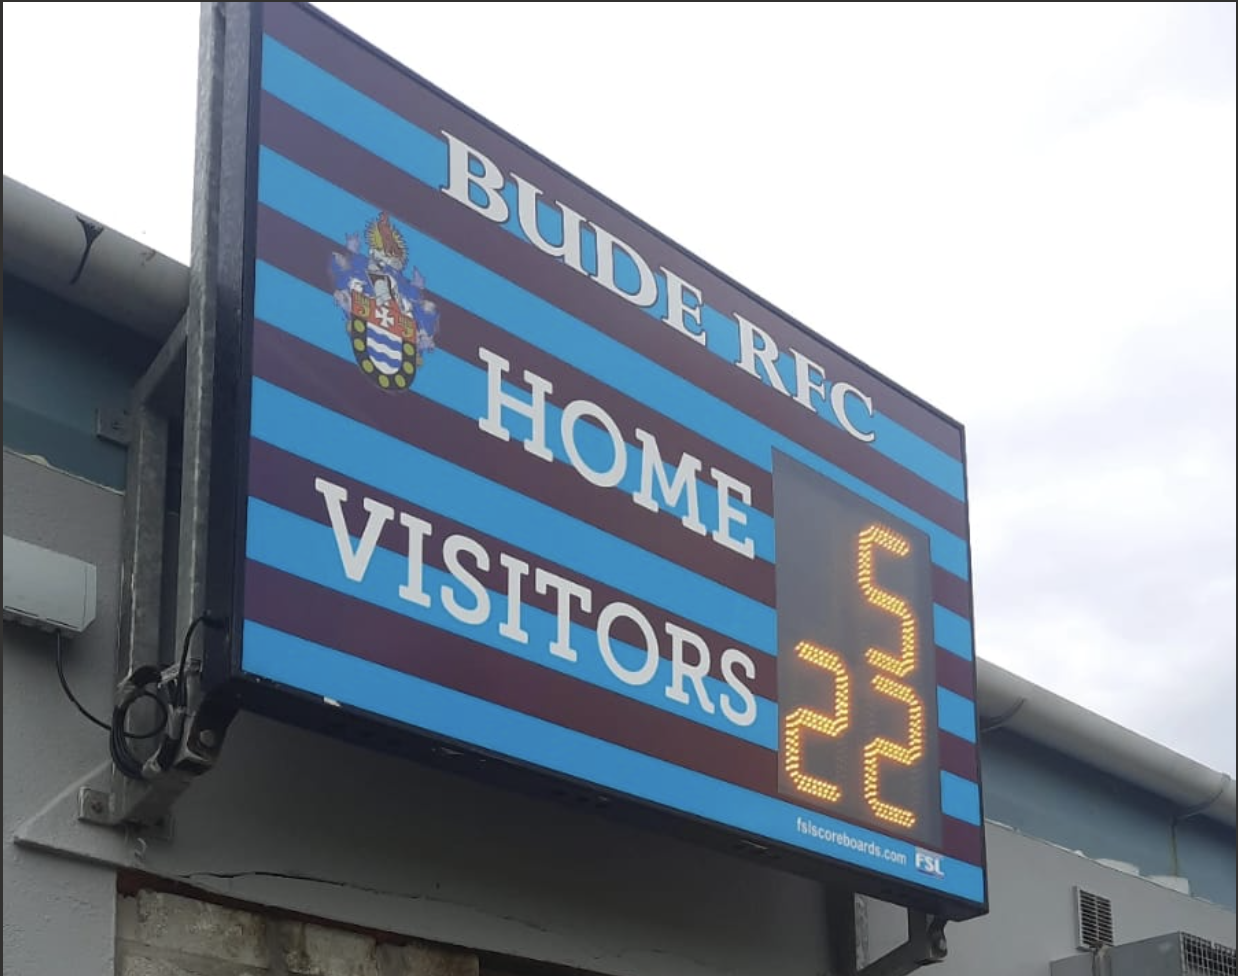 BUDE RFC
HOME 5
VISITORS 22
fslscoreboards.com FSL